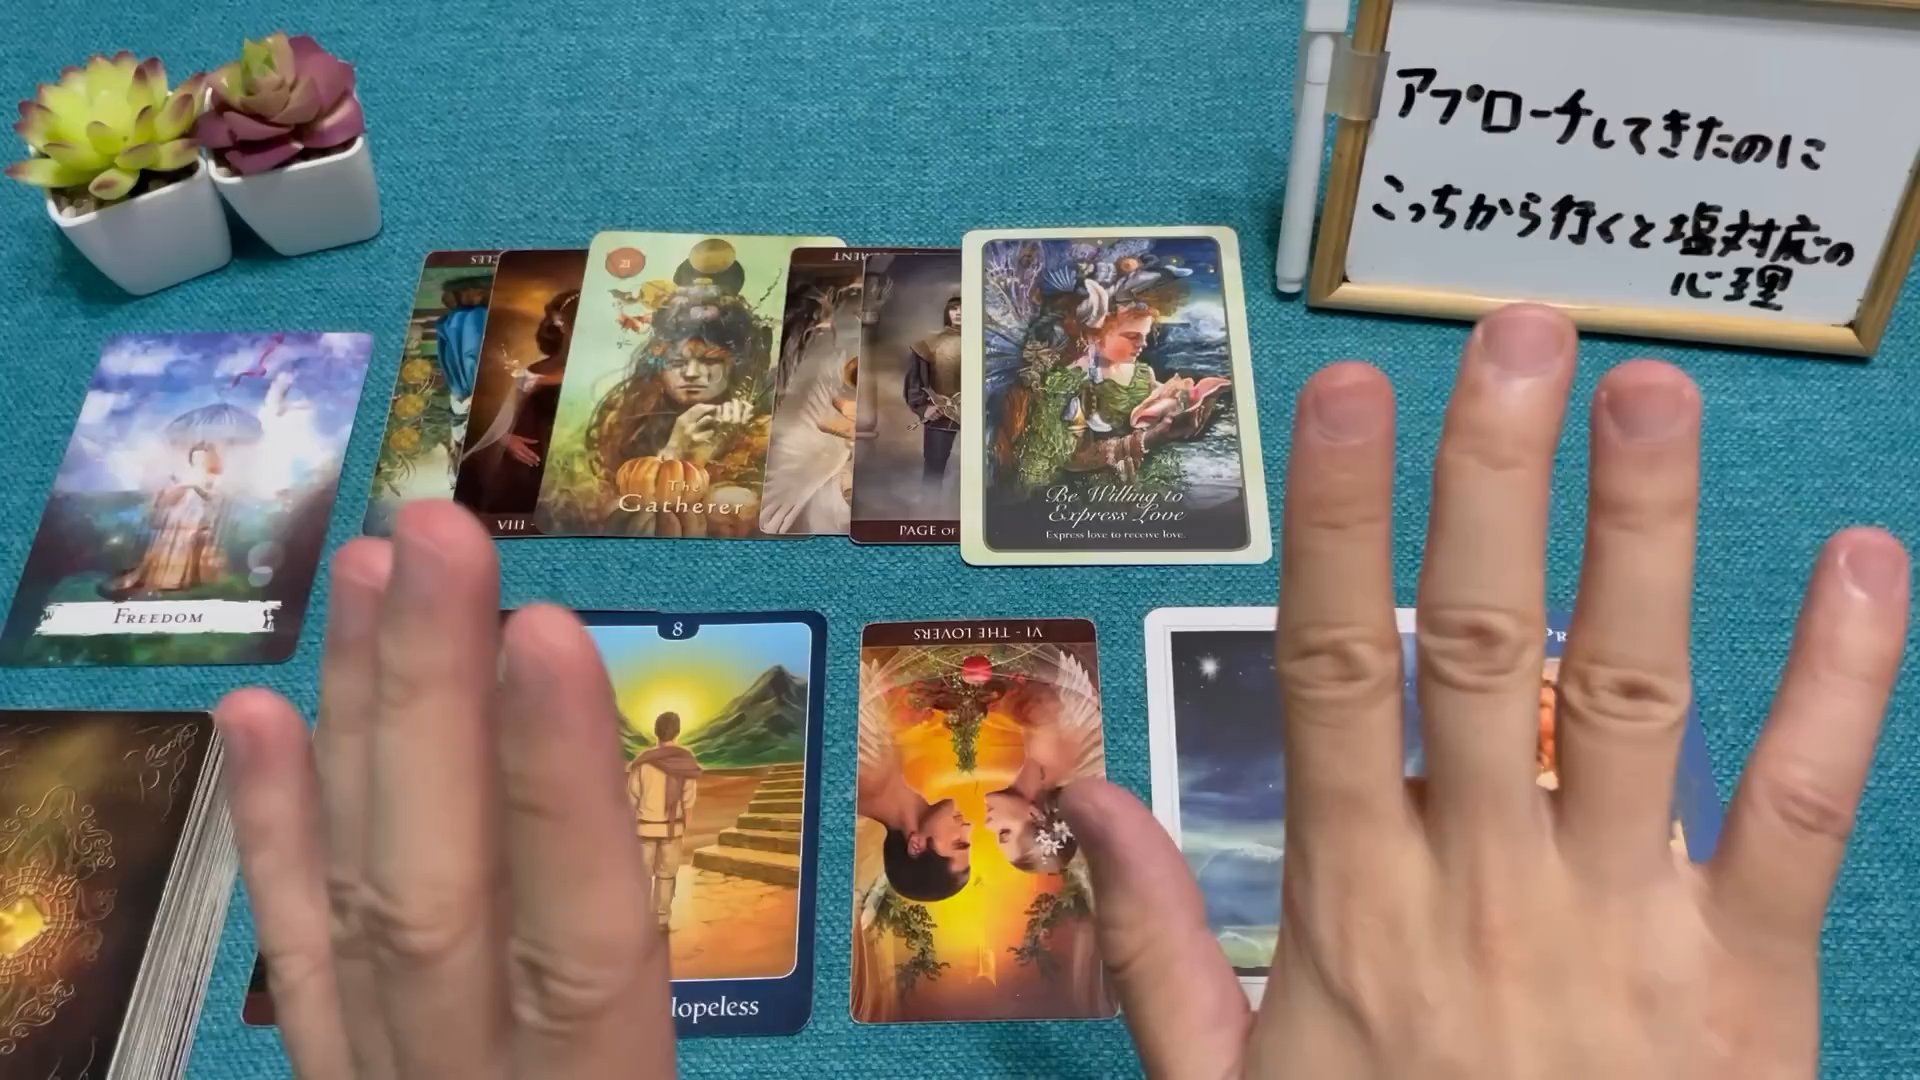 アプローチしてきたのに
こっちから行くと塩対応の
心理
21
The
Gatherer
VIII -
PAGE OF
Be Willing to
Express Love
Express love to receive love.
FREEDOM
8
lopeless
VI - THE LOVERS